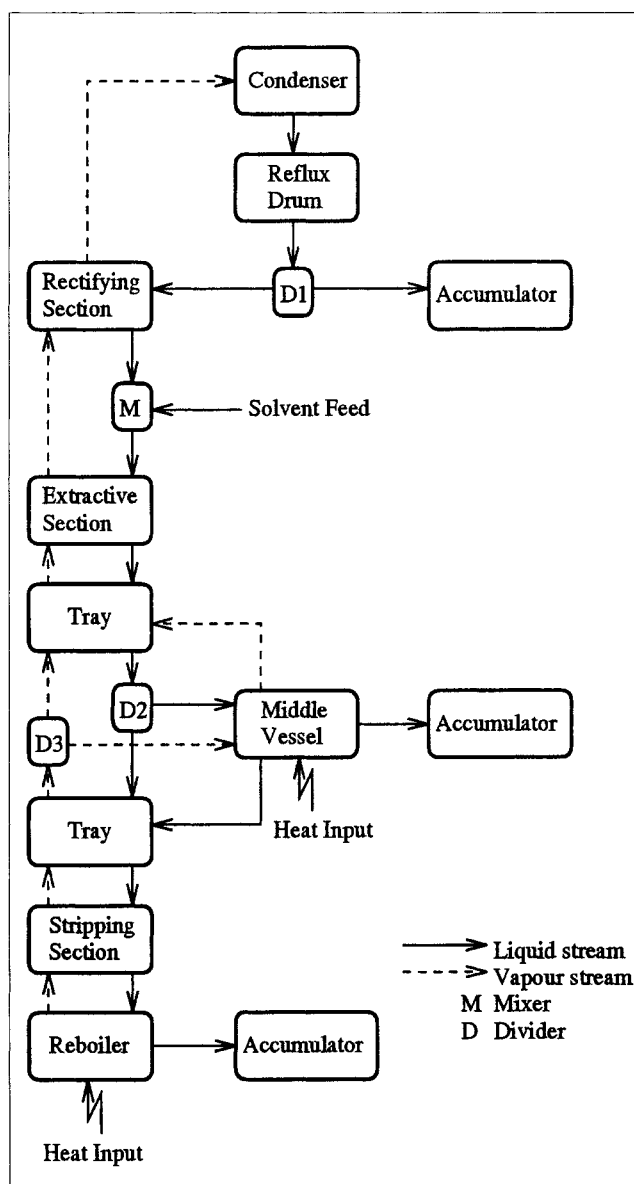 Condenser
Reflux
Drum
Rectifying
Section
D1
Accumulator
M
Solvent Feed
Extractive
Section
Tray
D2
Middle
Vessel
Accumulator
D3
Tray
Heat Input
Stripping
Section
Liquid stream
Vapour stream
M Mixer
D Divider
Reboiler
Accumulator
Heat Input